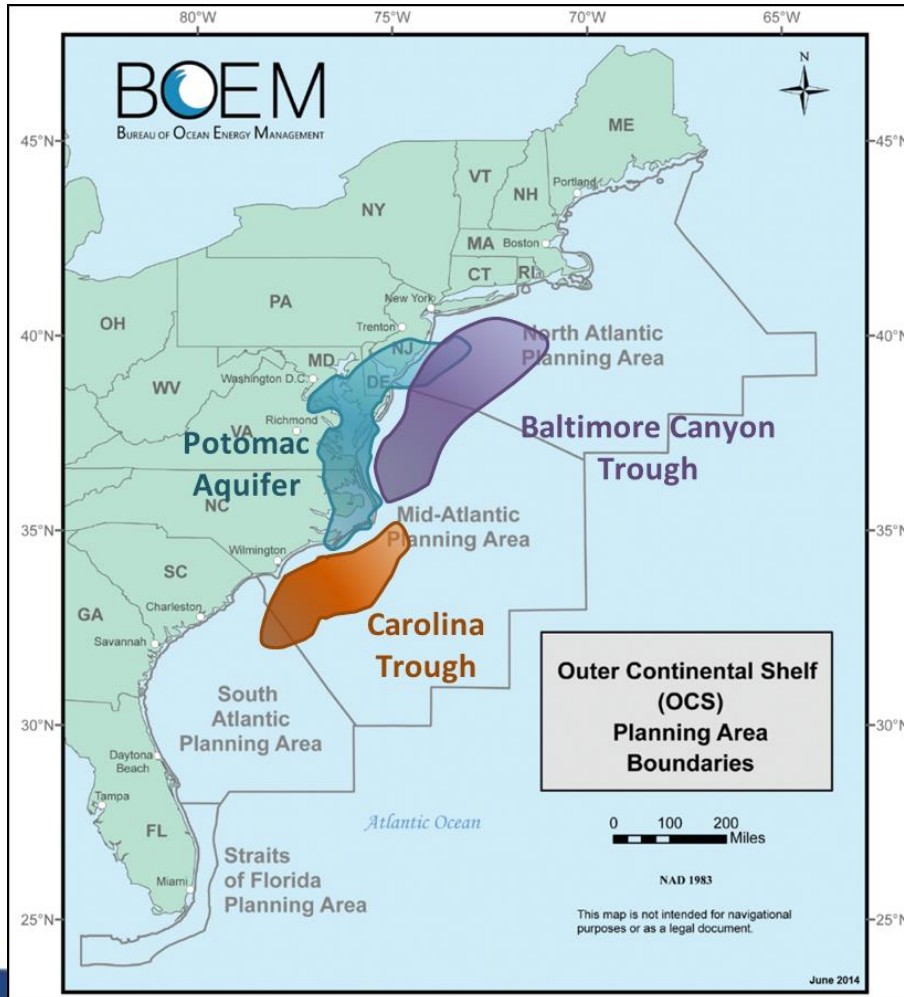 80°W 75°W 70°W 65°W
BOEM
BUREAU OF OCEAN ENERGY MANAGEMENT
N
ME
45°N 45°N
VT
NH
Portland
NY
MA Boston
CT RI
New York
PA
Trenton
OH
40°N 40°N
NJ
North Atlantic
Planning Area
MD
Washington D.C.
DE
WV
Richmond
VA
Potomac
Aquifer
Baltimore Canyon
Trough
NC
35°N 35°N
Mid-Atlantic
Planning Area
Wilmington
SC
Charleston
GA
Savannah
Carolina
Trough
Outer Continental Shelf
(OCS)
Planning Area
Boundaries
South
Atlantic
Planning Area
30°N 30°N
Daytona
Beach
Tampa
FL
Atlantic Ocean
0 100 200
Miles
Straits
of Florida
Planning Area
Miami
NAD 1983
25°N 25°N
This map is not intended for navigational
purposes or as a legal document.
June 2014